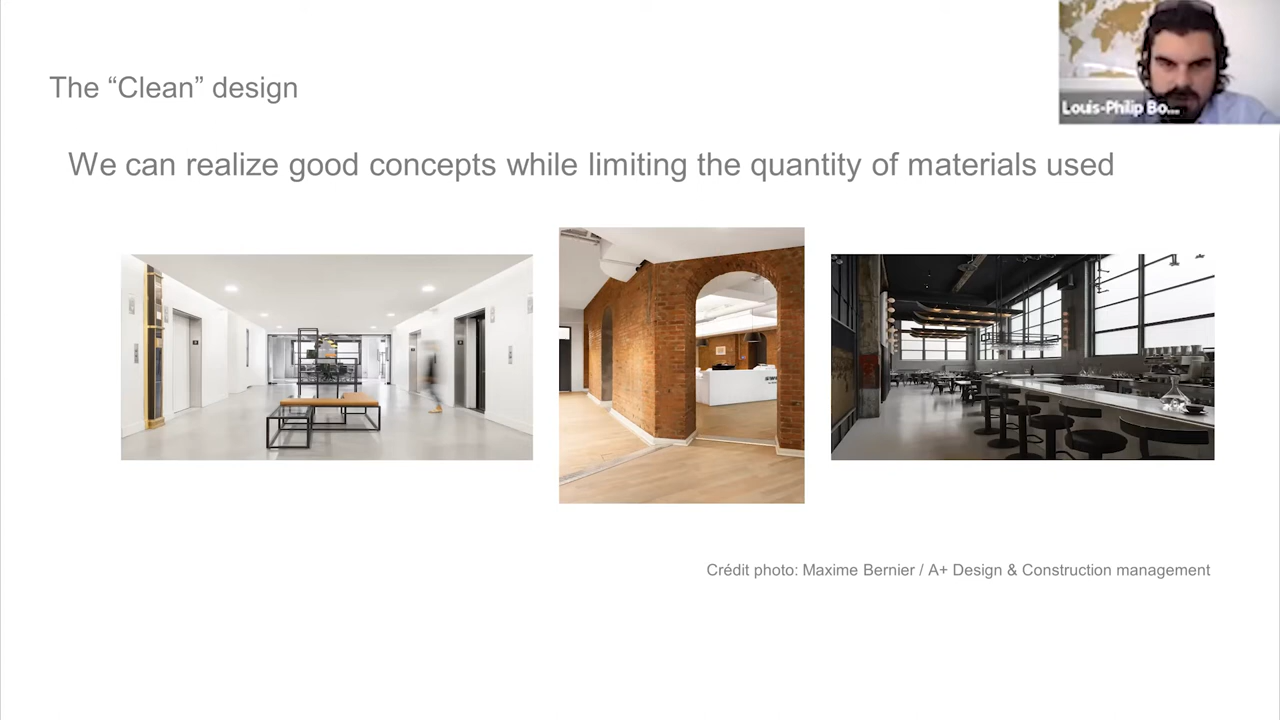 The “Clean” design
Louis-Philip Bo...
We can realize good concepts while limiting the quantity of materials used
Crédit photo: Maxime Bernier / A+ Design & Construction management